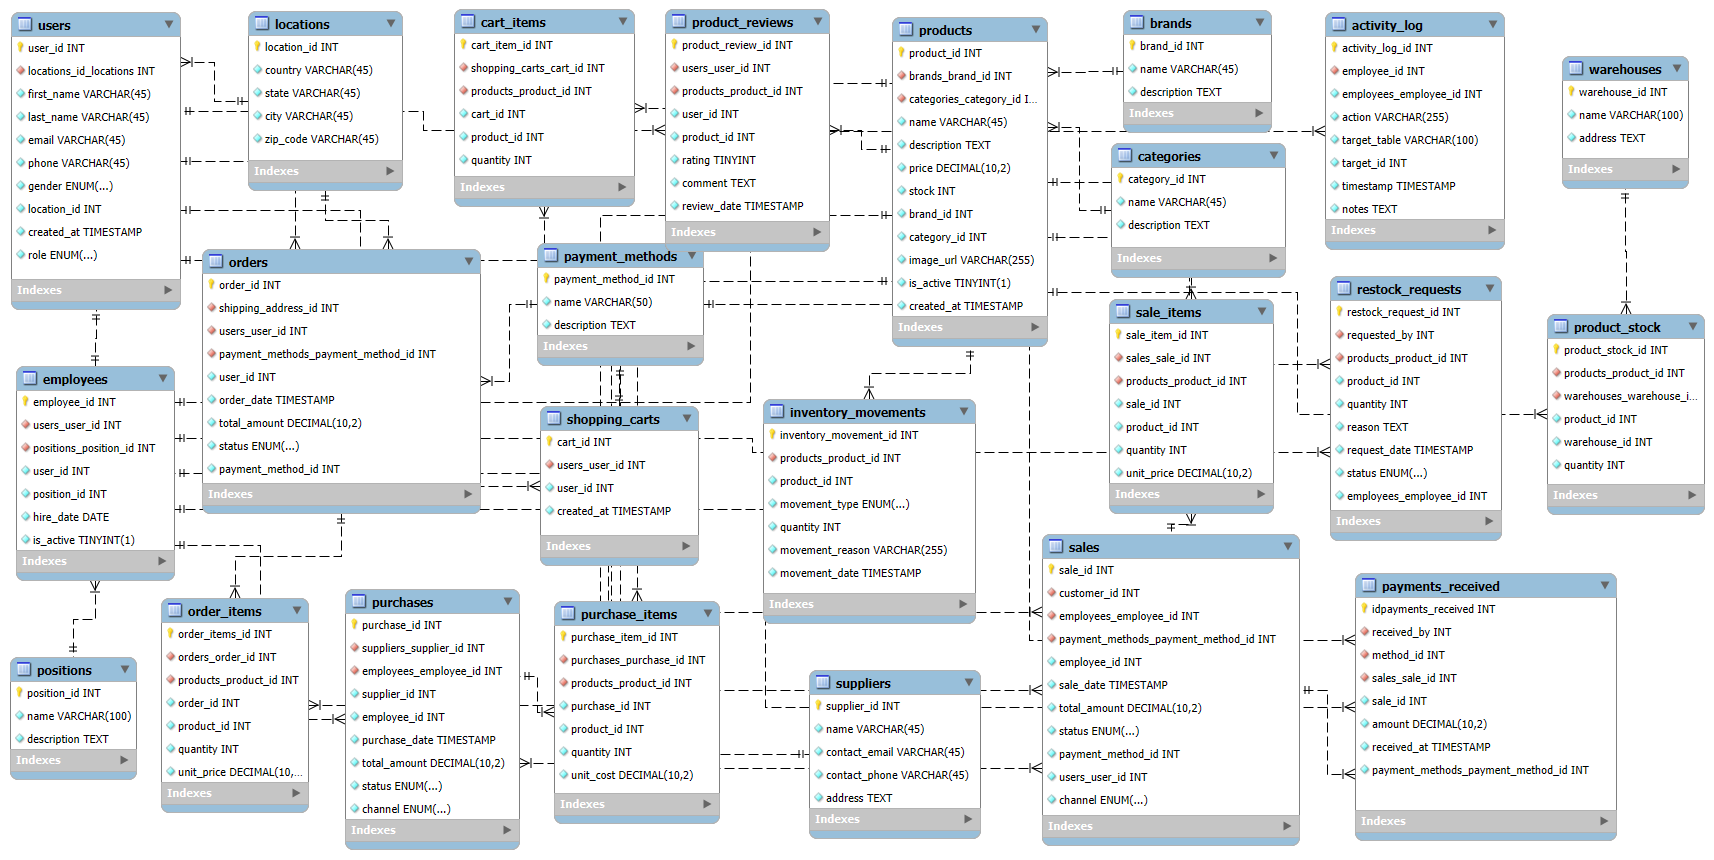 users
user_id INT
locations_id_locations INT
first_name VARCHAR(45)
last_name VARCHAR(45)
email VARCHAR(45)
phone VARCHAR(45)
gender ENUM(...)
location_id INT
created_at TIMESTAMP
role ENUM(...)
Indexes
locations
location_id INT
country VARCHAR(45)
state VARCHAR(45)
city VARCHAR(45)
zip_code VARCHAR(45)
Indexes
cart_items
cart_item_id INT
shopping_carts_cart_id INT
products_product_id INT
cart_id INT
product_id INT
quantity INT
Indexes
product_reviews
product_review_id INT
users_user_id INT
products_product_id INT
user_id INT
product_id INT
rating TINYINT
comment TEXT
review_date TIMESTAMP
Indexes
products
product_id INT
brands_brand_id INT
categories_category_id I...
name VARCHAR(45)
description TEXT
price DECIMAL(10,2)
stock INT
brand_id INT
category_id INT
image_url VARCHAR(255)
is_active TINYINT(1)
created_at TIMESTAMP
Indexes
brands
brand_id INT
name VARCHAR(45)
description TEXT
Indexes
categories
category_id INT
name VARCHAR(45)
description TEXT
Indexes
activity_log
activity_log_id INT
employee_id INT
employees_employee_id INT
action VARCHAR(255)
target_table VARCHAR(100)
target_id INT
timestamp TIMESTAMP
notes TEXT
Indexes
warehouses
warehouse_id INT
name VARCHAR(100)
address TEXT
Indexes
orders
order_id INT
shipping_address_id INT
users_user_id INT
payment_methods_payment_method_id INT
user_id INT
order_date TIMESTAMP
total_amount DECIMAL(10,2)
status ENUM(...)
payment_method_id INT
Indexes
payment_methods
payment_method_id INT
name VARCHAR(50)
description TEXT
Indexes
sale_items
sale_item_id INT
sales_sale_id INT
products_product_id INT
sale_id INT
product_id INT
quantity INT
unit_price DECIMAL(10,2)
Indexes
restock_requests
restock_request_id INT
requested_by INT
products_product_id INT
product_id INT
quantity INT
reason TEXT
request_date TIMESTAMP
status ENUM(...)
employees_employee_id INT
Indexes
product_stock
product_stock_id INT
products_product_id INT
warehouses_warehouse_i...
product_id INT
warehouse_id INT
quantity INT
Indexes
employees
employee_id INT
users_user_id INT
positions_position_id INT
user_id INT
position_id INT
hire_date DATE
is_active TINYINT(1)
Indexes
shopping_carts
cart_id INT
users_user_id INT
user_id INT
created_at TIMESTAMP
Indexes
inventory_movements
inventory_movement_id INT
products_product_id INT
product_id INT
movement_type ENUM(...)
quantity INT
movement_reason VARCHAR(255)
movement_date TIMESTAMP
Indexes
positions
position_id INT
name VARCHAR(100)
description TEXT
Indexes
order_items
order_items_id INT
orders_order_id INT
products_product_id INT
order_id INT
product_id INT
quantity INT
unit_price DECIMAL(10,...
Indexes
purchases
purchase_id INT
suppliers_supplier_id INT
employees_employee_id INT
supplier_id INT
employee_id INT
purchase_date TIMESTAMP
total_amount DECIMAL(10,2)
status ENUM(...)
channel ENUM(...)
Indexes
purchase_items
purchase_item_id INT
purchases_purchase_id INT
products_product_id INT
purchase_id INT
product_id INT
quantity INT
unit_cost DECIMAL(10,2)
Indexes
suppliers
supplier_id INT
name VARCHAR(45)
contact_email VARCHAR(45)
contact_phone VARCHAR(45)
address TEXT
Indexes
sales
sale_id INT
customer_id INT
employees_employee_id INT
payment_methods_payment_method_id INT
employee_id INT
sale_date TIMESTAMP
total_amount DECIMAL(10,2)
status ENUM(...)
payment_method_id INT
users_user_id INT
channel ENUM(...)
Indexes
payments_received
idpayments_received INT
received_by INT
method_id INT
sales_sale_id INT
sale_id INT
amount DECIMAL(10,2)
received_at TIMESTAMP
payment_methods_payment_method_id INT
Indexes